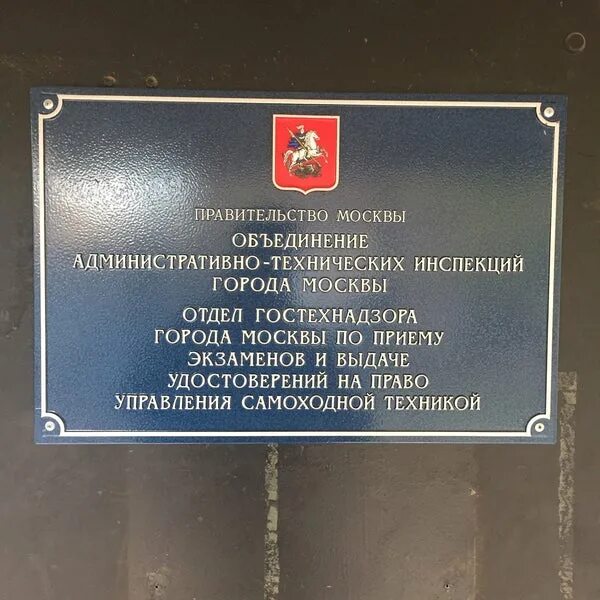 ПРАВИТЕЛЬСТВО МОСКВЫ
ОБЪЕДИНЕНИЕ
АДМИНИСТРАТИВНО-ТЕХНИЧЕСКИХ ИНСПЕКЦИЙ
ГОРОДА МОСКВЫ
ОТДЕЛ ГОСТЕХНАДЗОРА
ГОРОДА МОСКВЫ ПО ПРИЕМУ
ЭКЗАМЕНОВ И ВЫДАЧЕ
УДОСТОВЕРЕНИЙ НА ПРАВО
УПРАВЛЕНИЯ САМОХОДНОЙ ТЕХНИКОЙ